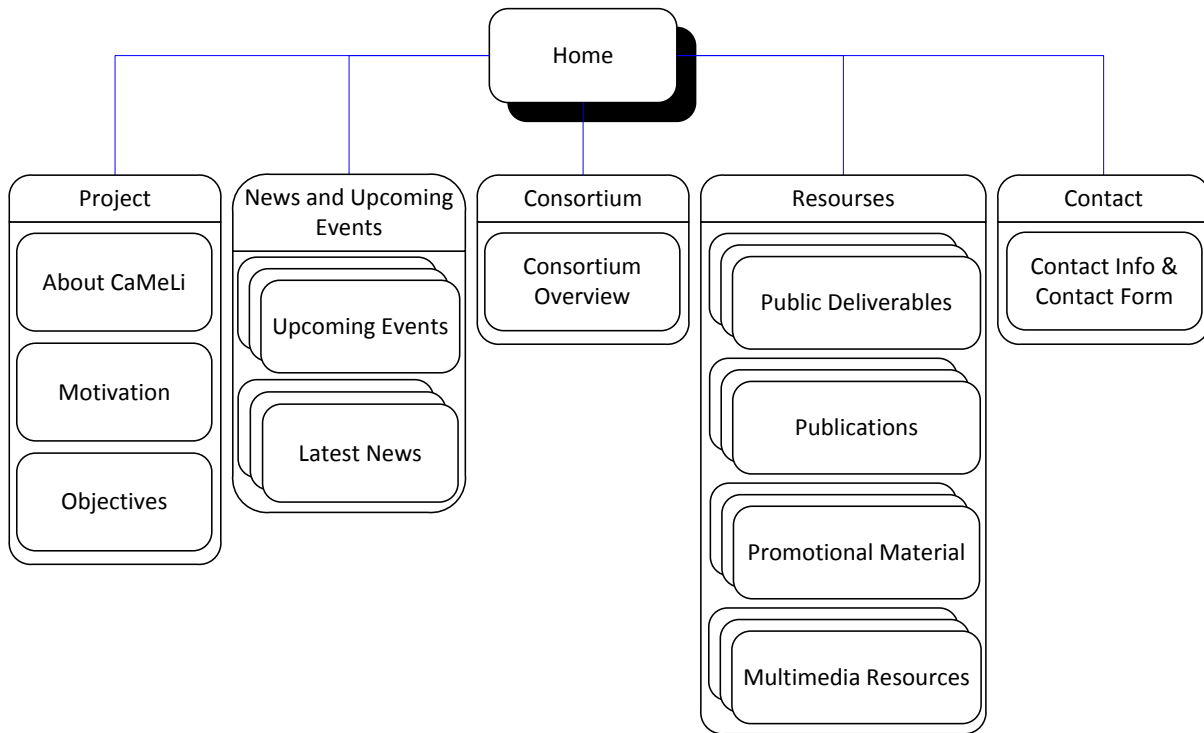 Home
Project
About CaMeLi
Motivation
Objectives
News and Upcoming
Events
Upcoming Events
Latest News
Consortium
Consortium
Overview
Resourses
Public Deliverables
Publications
Promotional Material
Multimedia Resources
Contact
Contact Info &
Contact Form